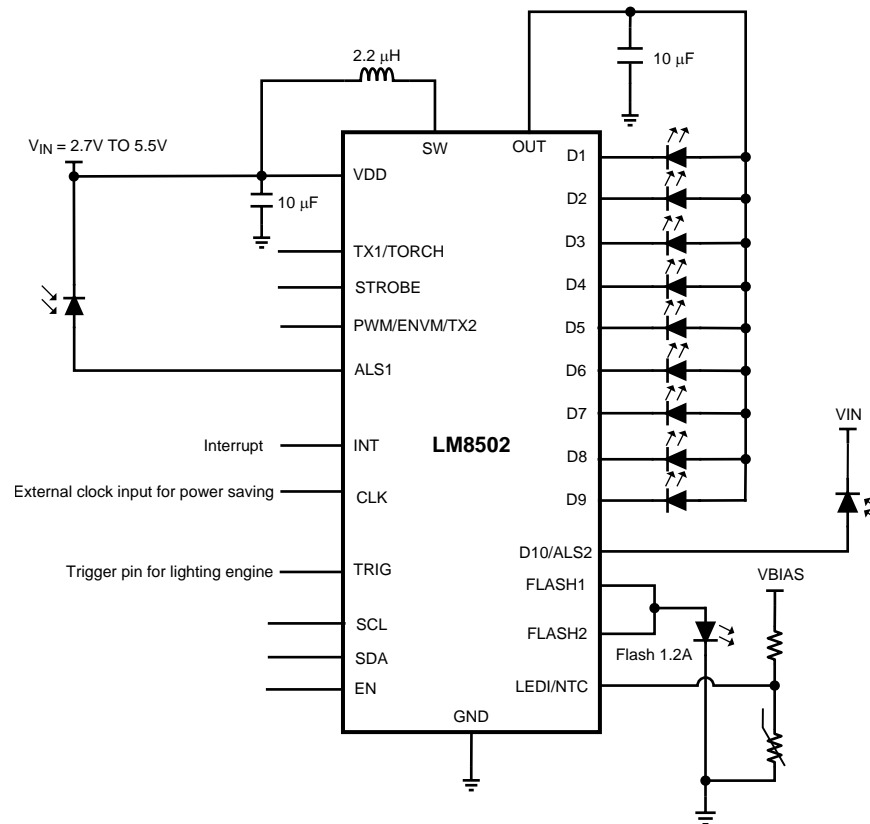 2.2 μH
10 μF
V_IN = 2.7V TO 5.5V
SW
OUT
D1
VDD
D2
10 μF
D3
TX1/TORCH
D4
STROBE
D5
PWM/ENVM/TX2
D6
ALS1
D7
VIN
Interrupt
INT
LM8502
D8
External clock input for power saving
CLK
D9
D10/ALS2
Trigger pin for lighting engine
TRIG
FLASH1
VBIAS
SCL
FLASH2
Flash 1.2A
SDA
EN
LEDI/NTC
GND